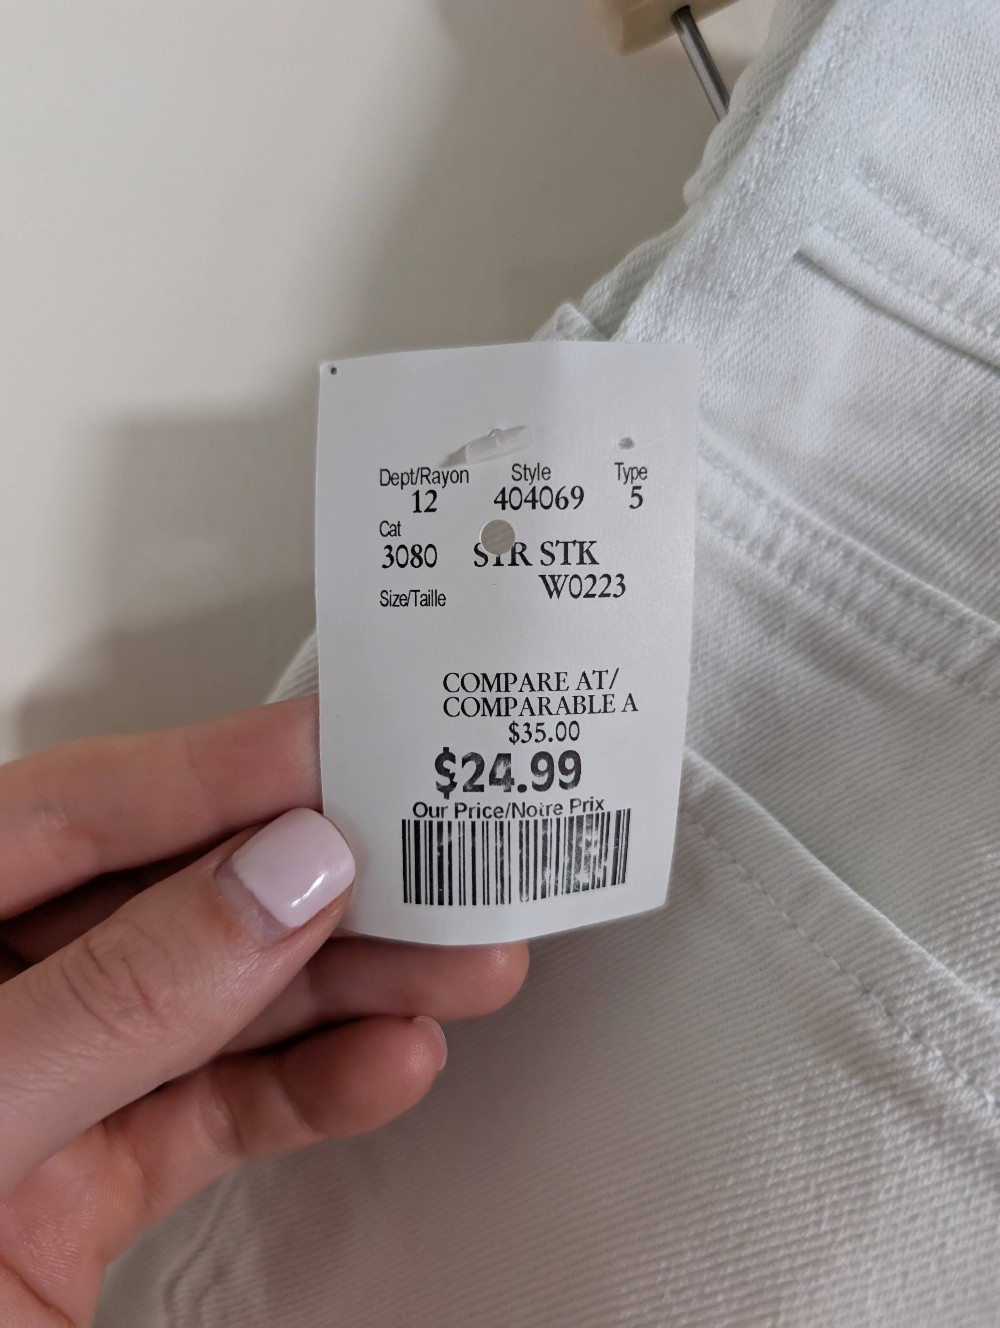 Dept/Rayon Style Type
12 404069 5
Cat
3080 STR STK
W0223
Size/Taille
COMPARE AT/
COMPARABLE A
$35.00
$24.99
Our Price/Notre Prix